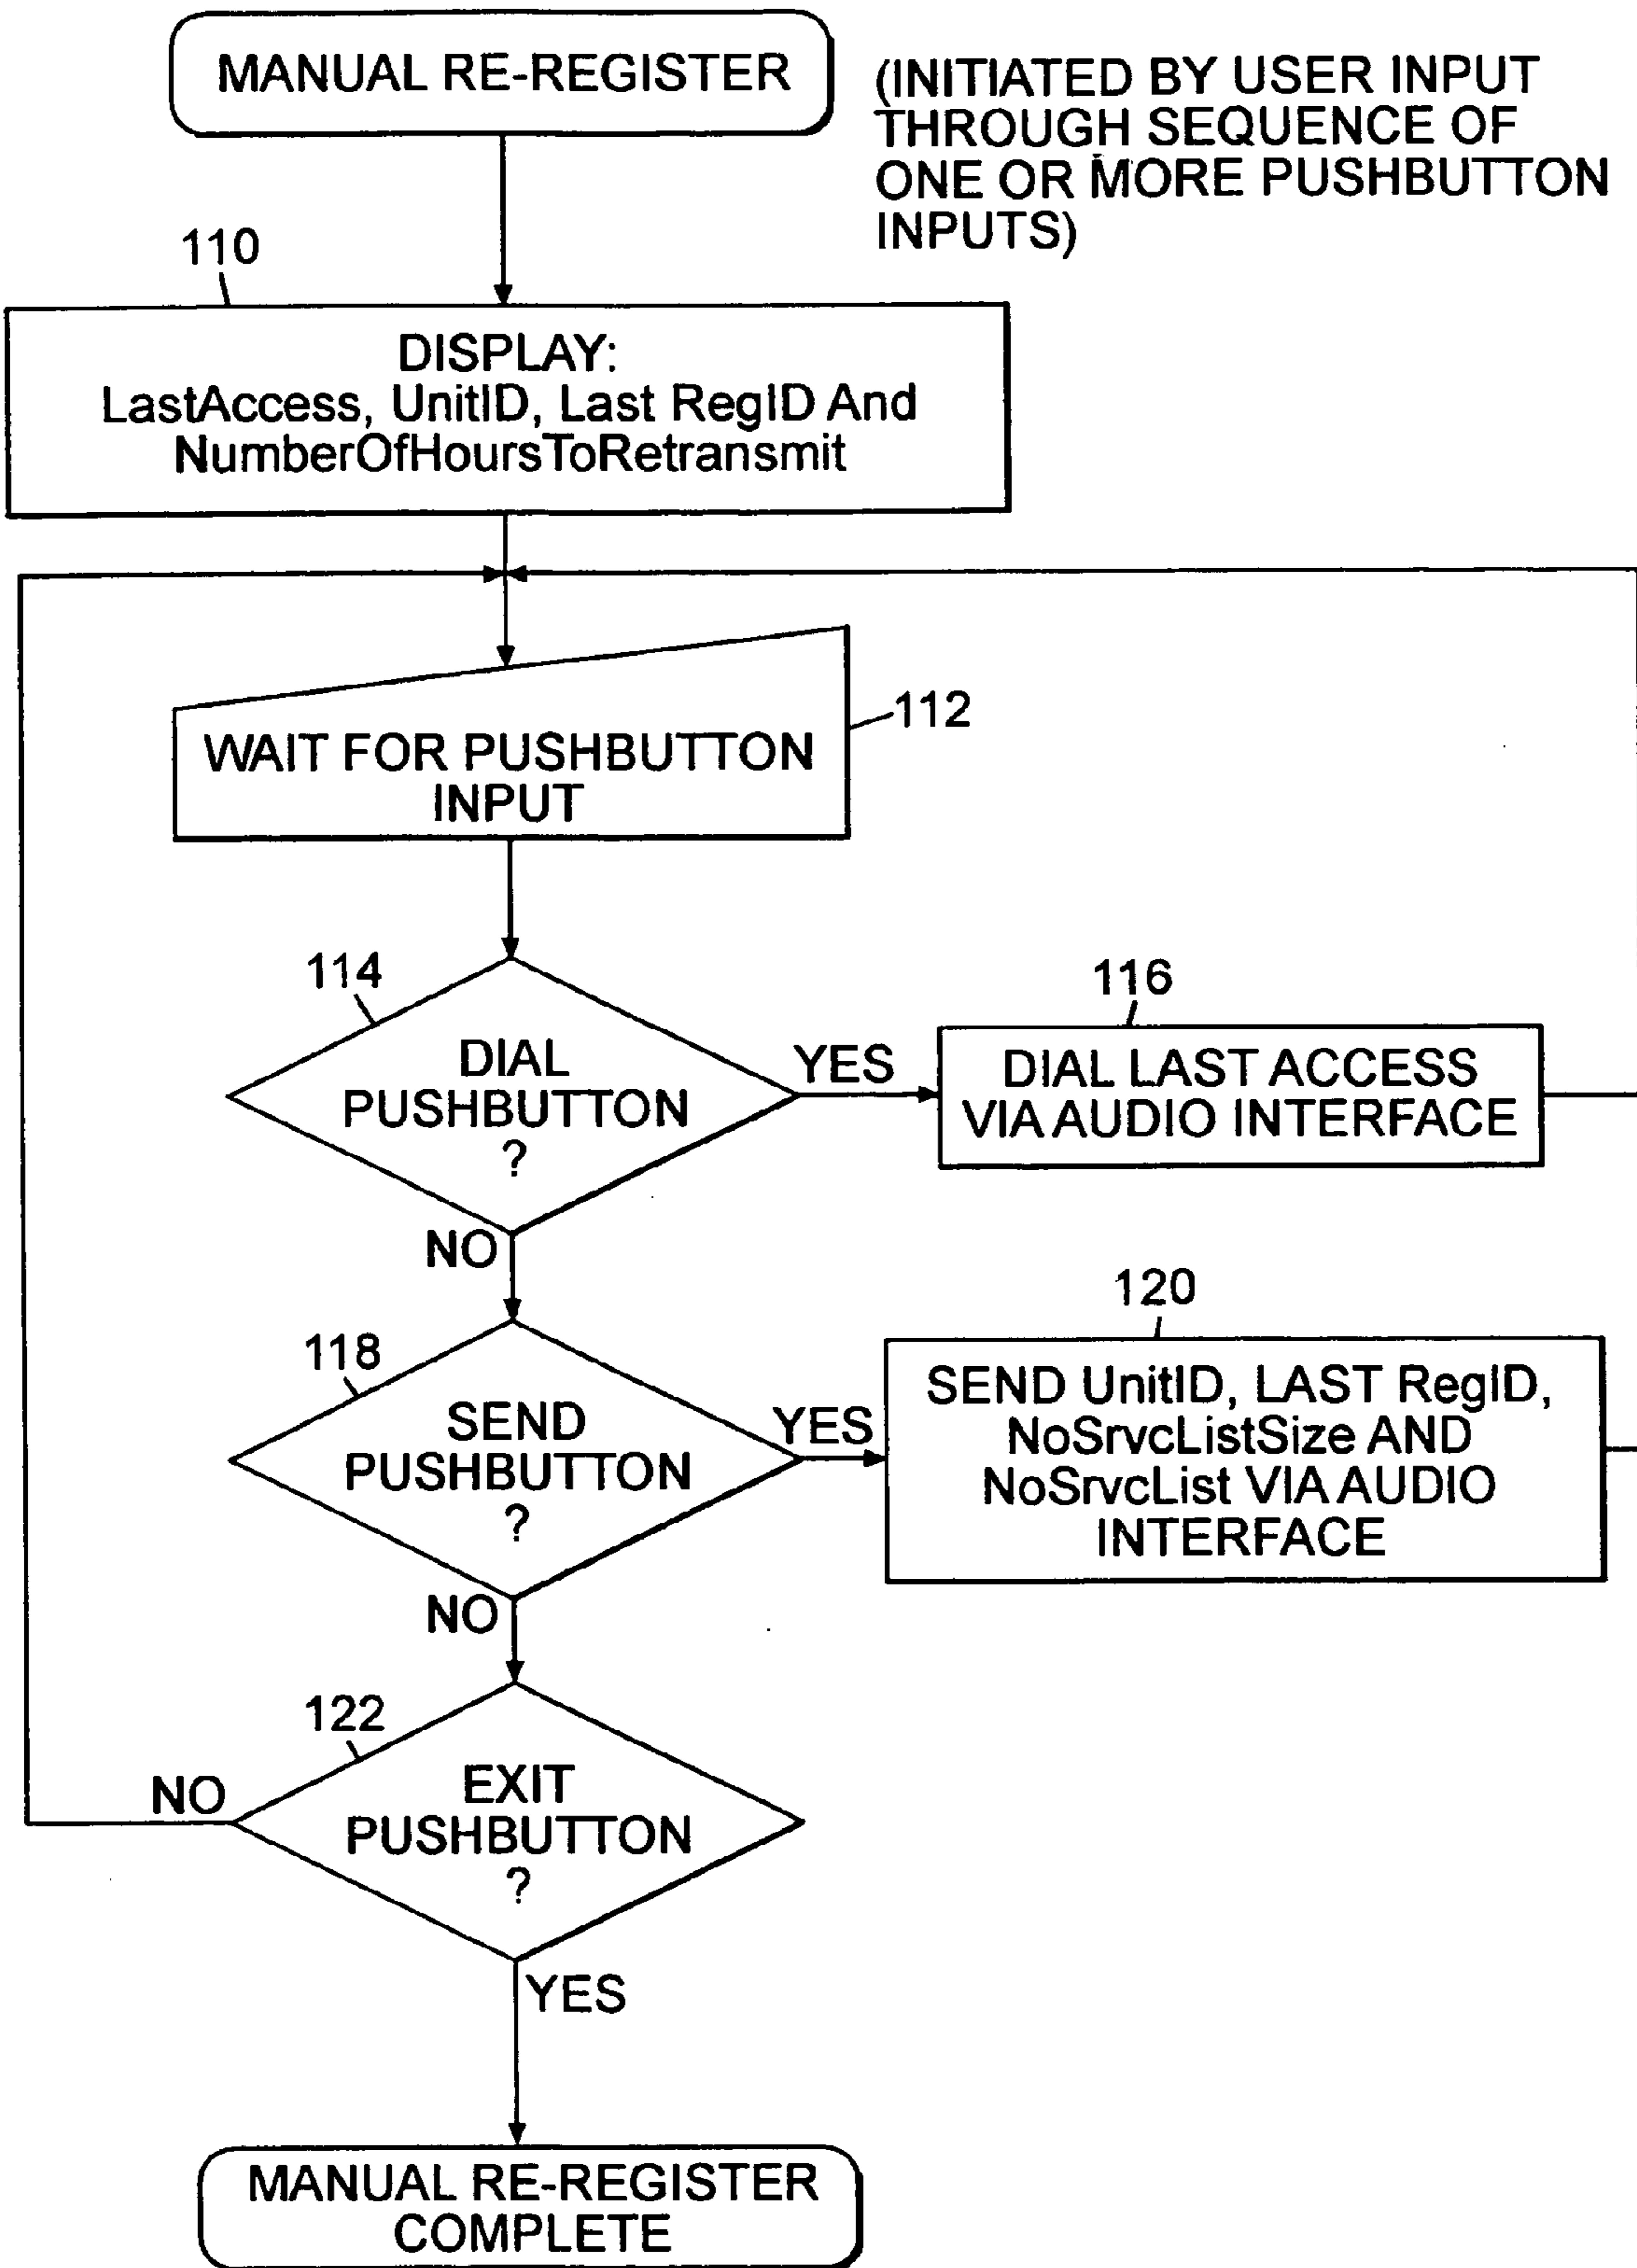 MANUAL RE-REGISTER
(INITIATED BY USER INPUT
THROUGH SEQUENCE OF
ONE OR MORE PUSHBUTTON
INPUTS)
110
DISPLAY:
LastAccess, UnitID, Last RegID And
NumberOfHoursToRetransmit
112
WAIT FOR PUSHBUTTON
INPUT
114
DIAL
PUSHBUTTON
?
YES
116
DIAL LAST ACCESS
VIA AUDIO INTERFACE
NO
118
SEND
PUSHBUTTON
?
YES
120
SEND UnitID, LAST RegID,
NoSrvcListSize AND
NoSrvcList VIA AUDIO
INTERFACE
NO
122
EXIT
PUSHBUTTON
?
NO
YES
MANUAL RE-REGISTER
COMPLETE